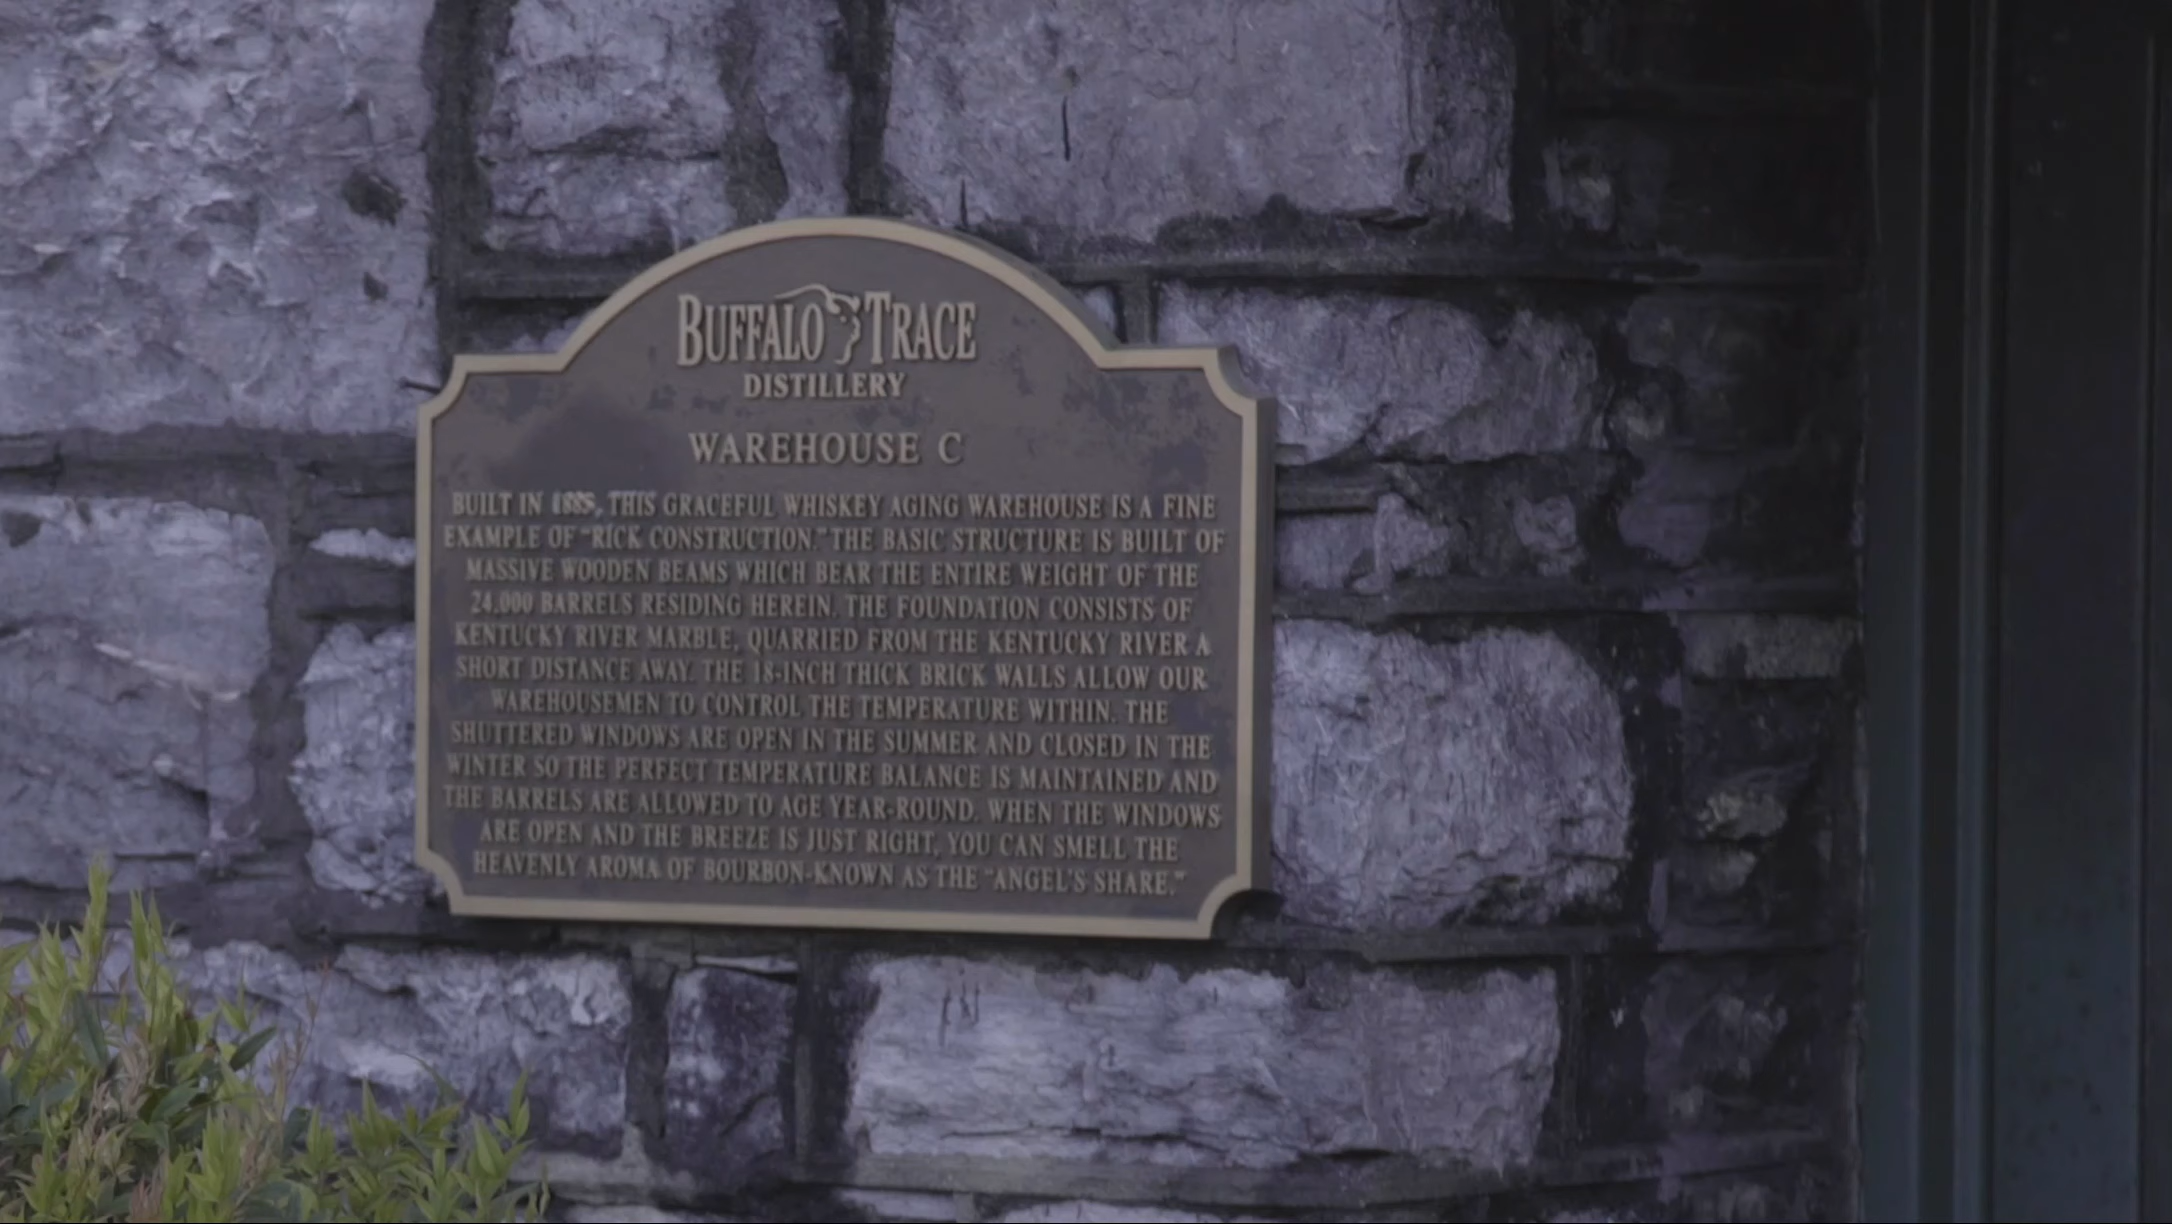 BUFFALO TRACE
DISTILLERY
WAREHOUSE C
BUILT IN 1885, THIS GRACEFUL WHISKEY AGING WAREHOUSE IS A FINE
EXAMPLE OF "RICK CONSTRUCTION." THE BASIC STRUCTURE IS BUILT OF
MASSIVE WOODEN BEAMS WHICH BEAR THE ENTIRE WEIGHT OF THE
24,000 BARRELS RESIDING HEREIN. THE FOUNDATION CONSISTS OF
KENTUCKY RIVER MARBLE, QUARRIED FROM THE KENTUCKY RIVER A
SHORT DISTANCE AWAY. THE 18-INCH THICK BRICK WALLS ALLOW OUR
WAREHOUSEMEN TO CONTROL THE TEMPERATURE WITHIN. THE
SHUTTERED WINDOWS ARE OPEN IN THE SUMMER AND CLOSED IN THE
WINTER SO THE PERFECT TEMPERATURE BALANCE IS MAINTAINED AND
THE BARRELS ARE ALLOWED TO AGE YEAR-ROUND. WHEN THE WINDOWS
ARE OPEN AND THE BREEZE IS JUST RIGHT, YOU CAN SMELL THE
HEAVENLY AROMA OF BOURBON-KNOWN AS THE "ANGEL'S SHARE."